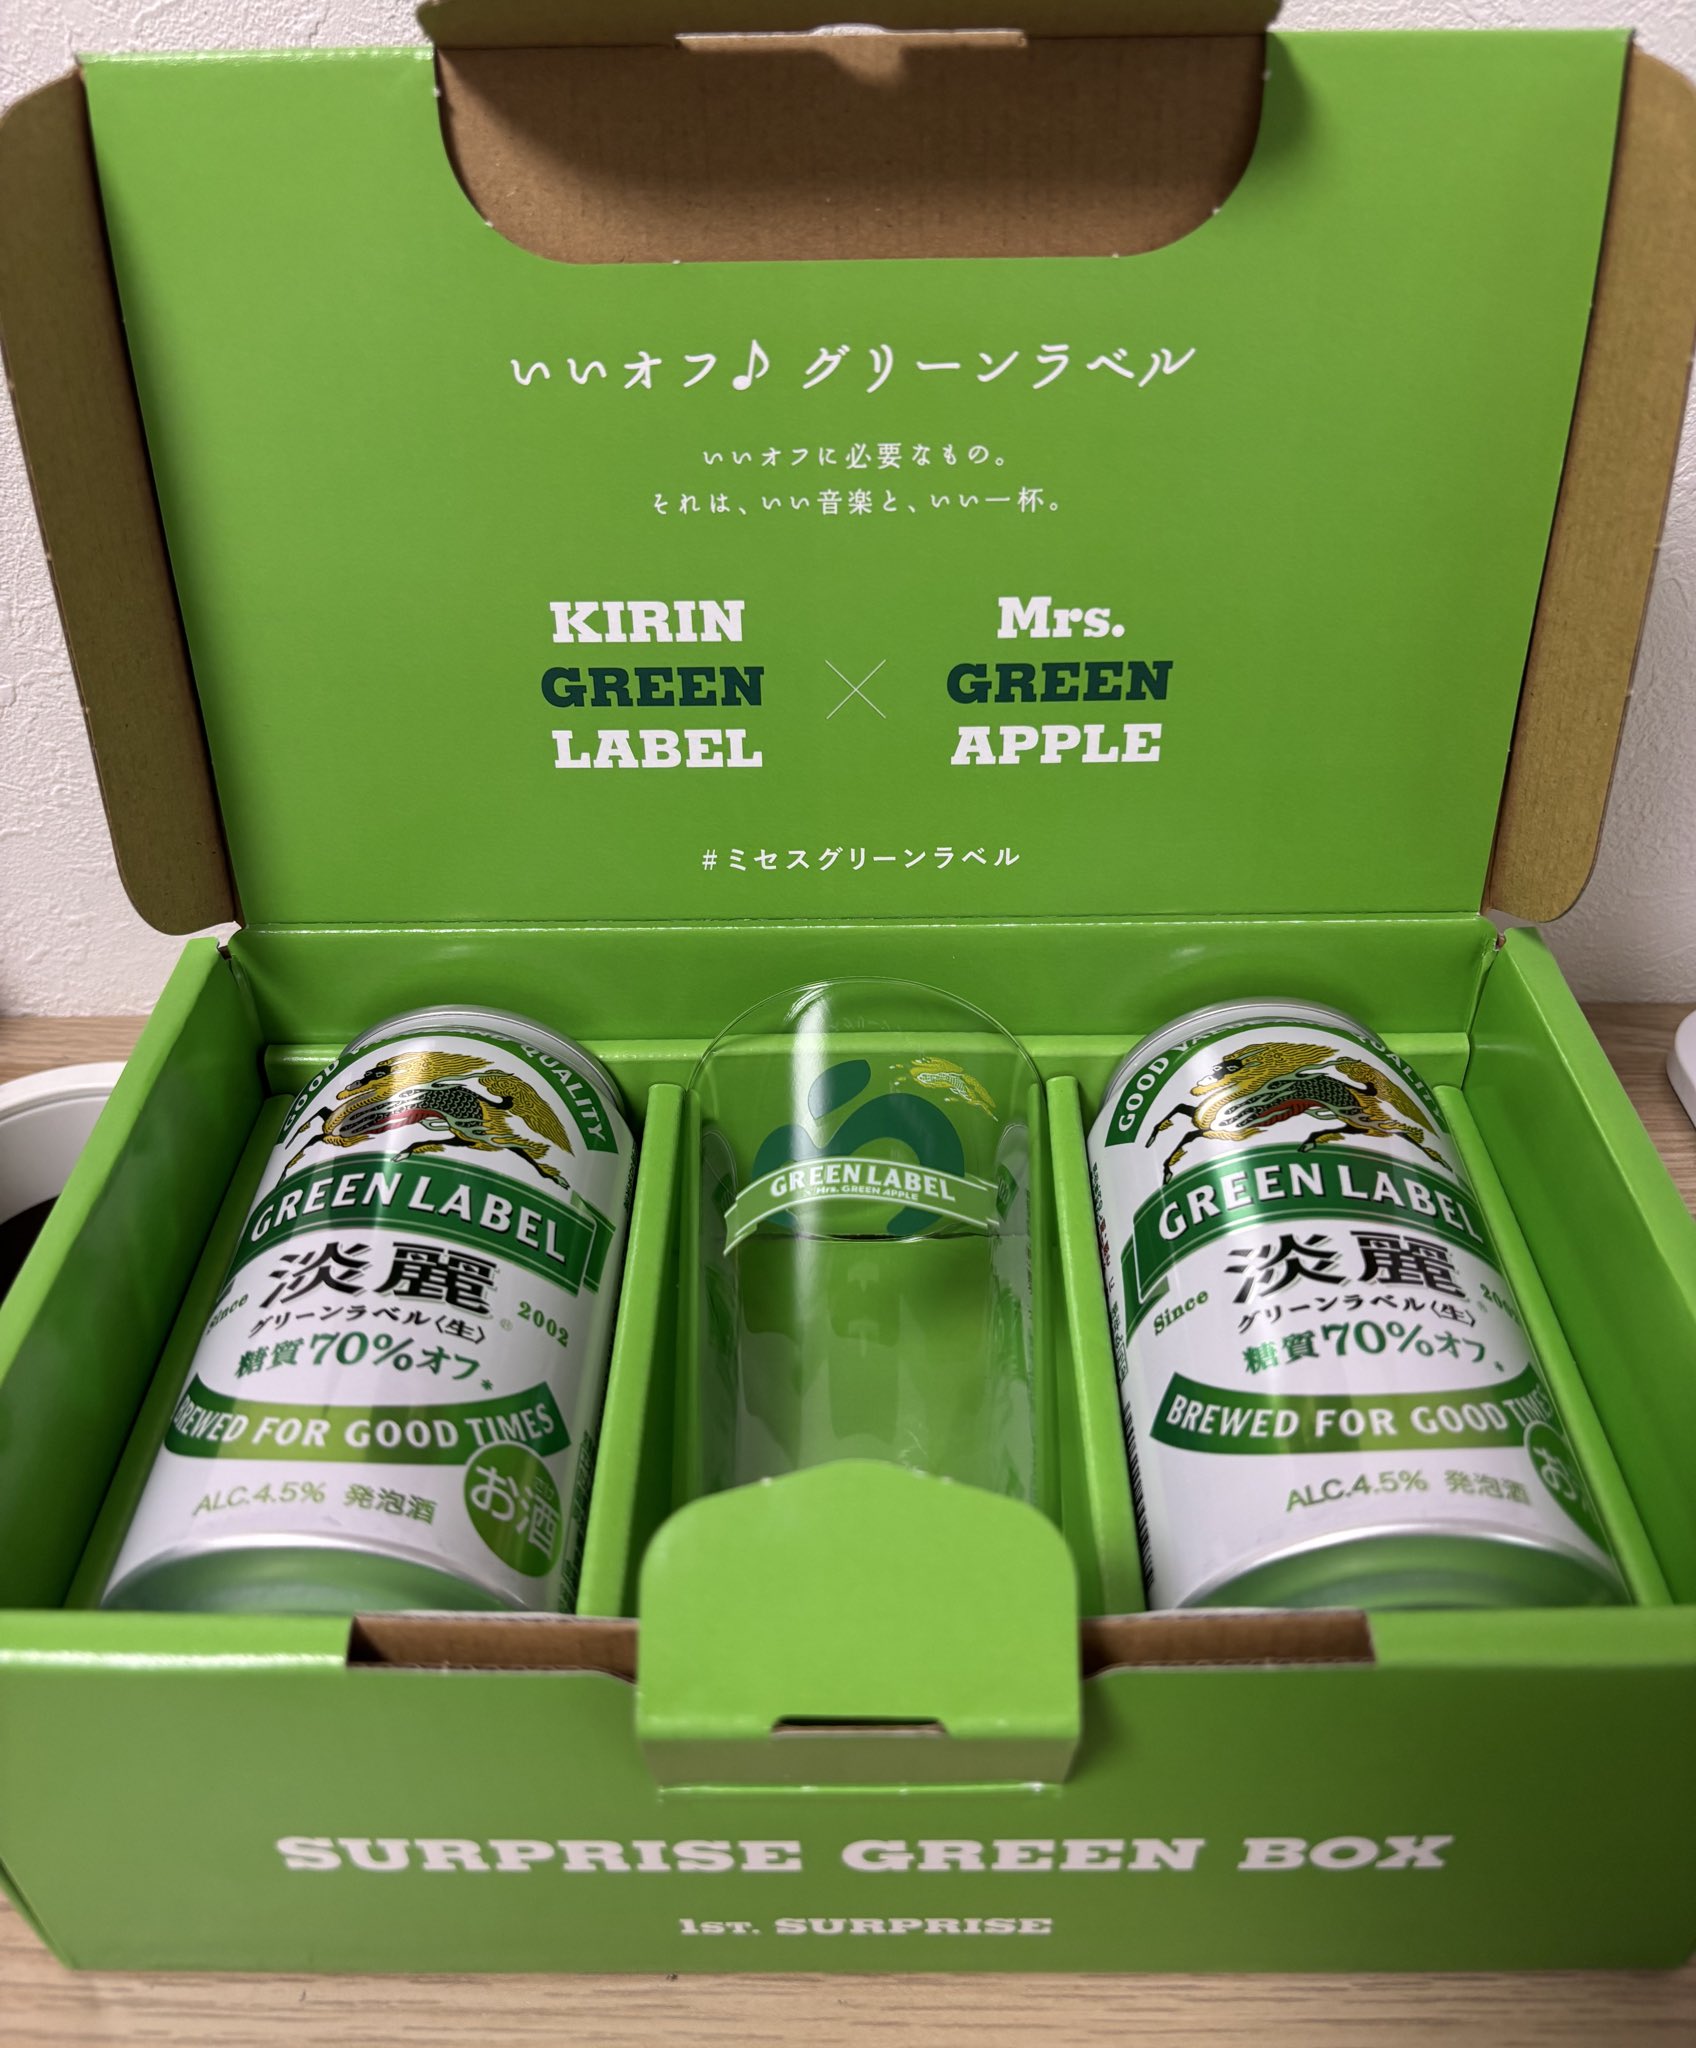 いいオフ♪ グリーンラベル
いいオフに必要なもの。
それは、いい音楽と、いい一杯。
KIRIN
GREEN
LABEL
×
Mrs.
GREEN
APPLE
#ミセスグリーンラベル
GOOD QUALITY
GREEN LABEL
淡麗
グリーンラベル〈生〉
Since 2002
糖質70%オフ*
BREWED FOR GOOD TIMES
ALC.4.5% 発泡酒
お酒
GREEN LABEL
× Mrs. GREEN APPLE
GOOD QUALITY
GREEN LABEL
淡麗
グリーンラベル〈生〉
Since 2002
糖質70%オフ*
BREWED FOR GOOD TIMES
ALC.4.5% 発泡酒
お
SURPRISE GREEN BOX
1ST. SURPRISE